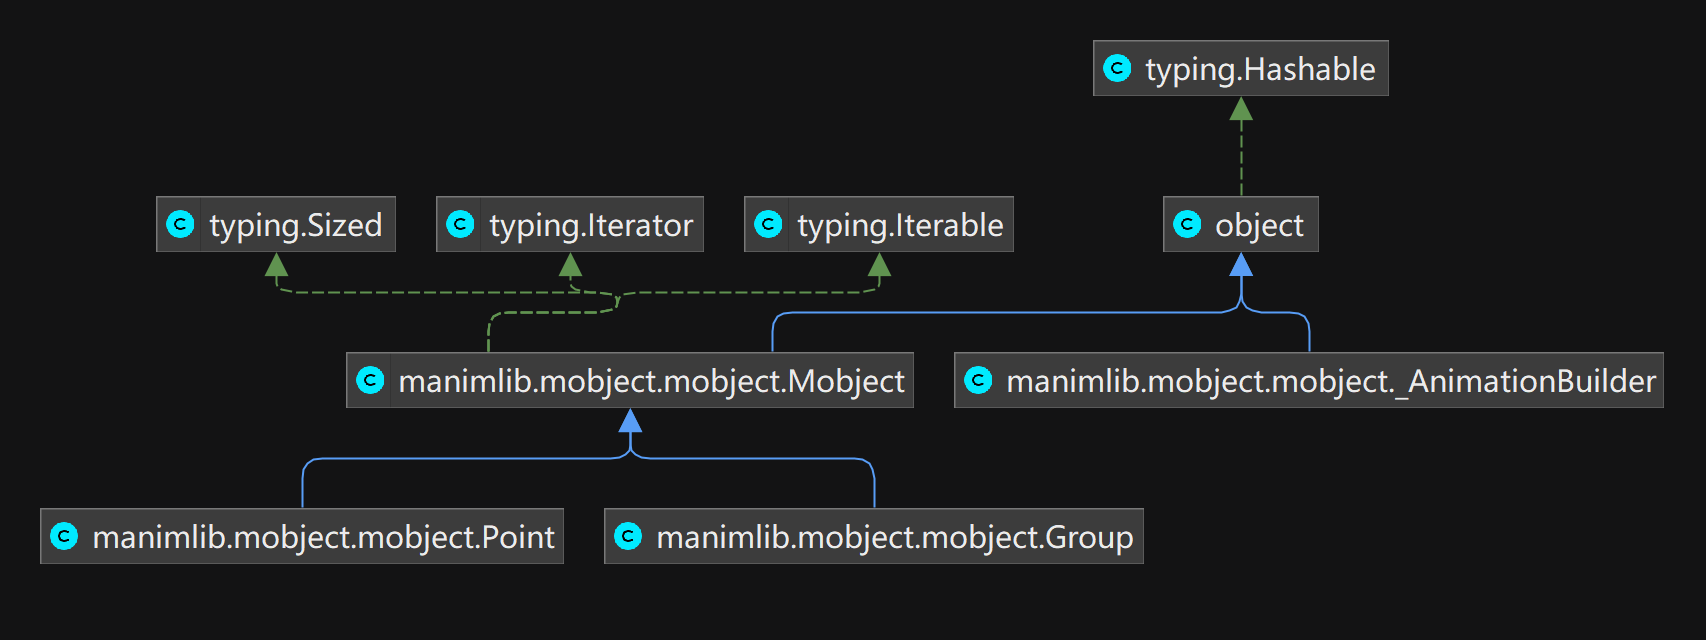 C typing.Hashable
C typing.Sized
C typing.Iterator
C typing.Iterable
C object
C manimlib.mobject.mobject.Mobject
C manimlib.mobject.mobject._AnimationBuilder
C manimlib.mobject.mobject.Point
C manimlib.mobject.mobject.Group